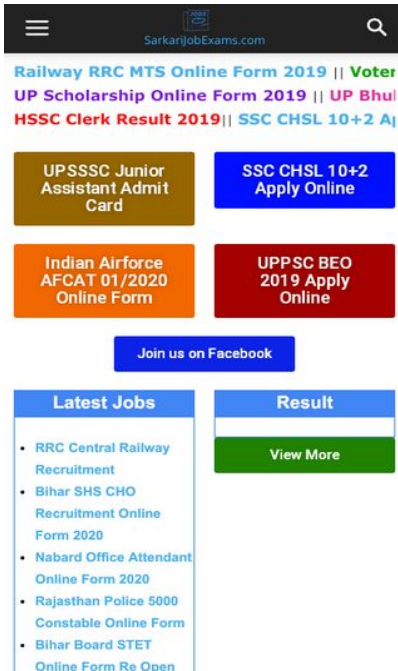 JOBS
SarkariJobExams.com
Railway RRC MTS Online Form 2019 || Voter
UP Scholarship Online Form 2019 || UP Bhul
HSSC Clerk Result 2019|| SSC CHSL 10+2 A
UPSSSC Junior
Assistant Admit
Card
SSC CHSL 10+2
Apply Online
Indian Airforce
AFCAT 01/2020
Online Form
UPPSC BEO
2019 Apply
Online
Join us on Facebook
Latest Jobs
• RRC Central Railway
Recruitment
• Bihar SHS CHO
Recruitment Online
Form 2020
• Nabard Office Attendant
Online Form 2020
• Rajasthan Police 5000
Constable Online Form
• Bihar Board STET
Online Form Re Open
Result
View More